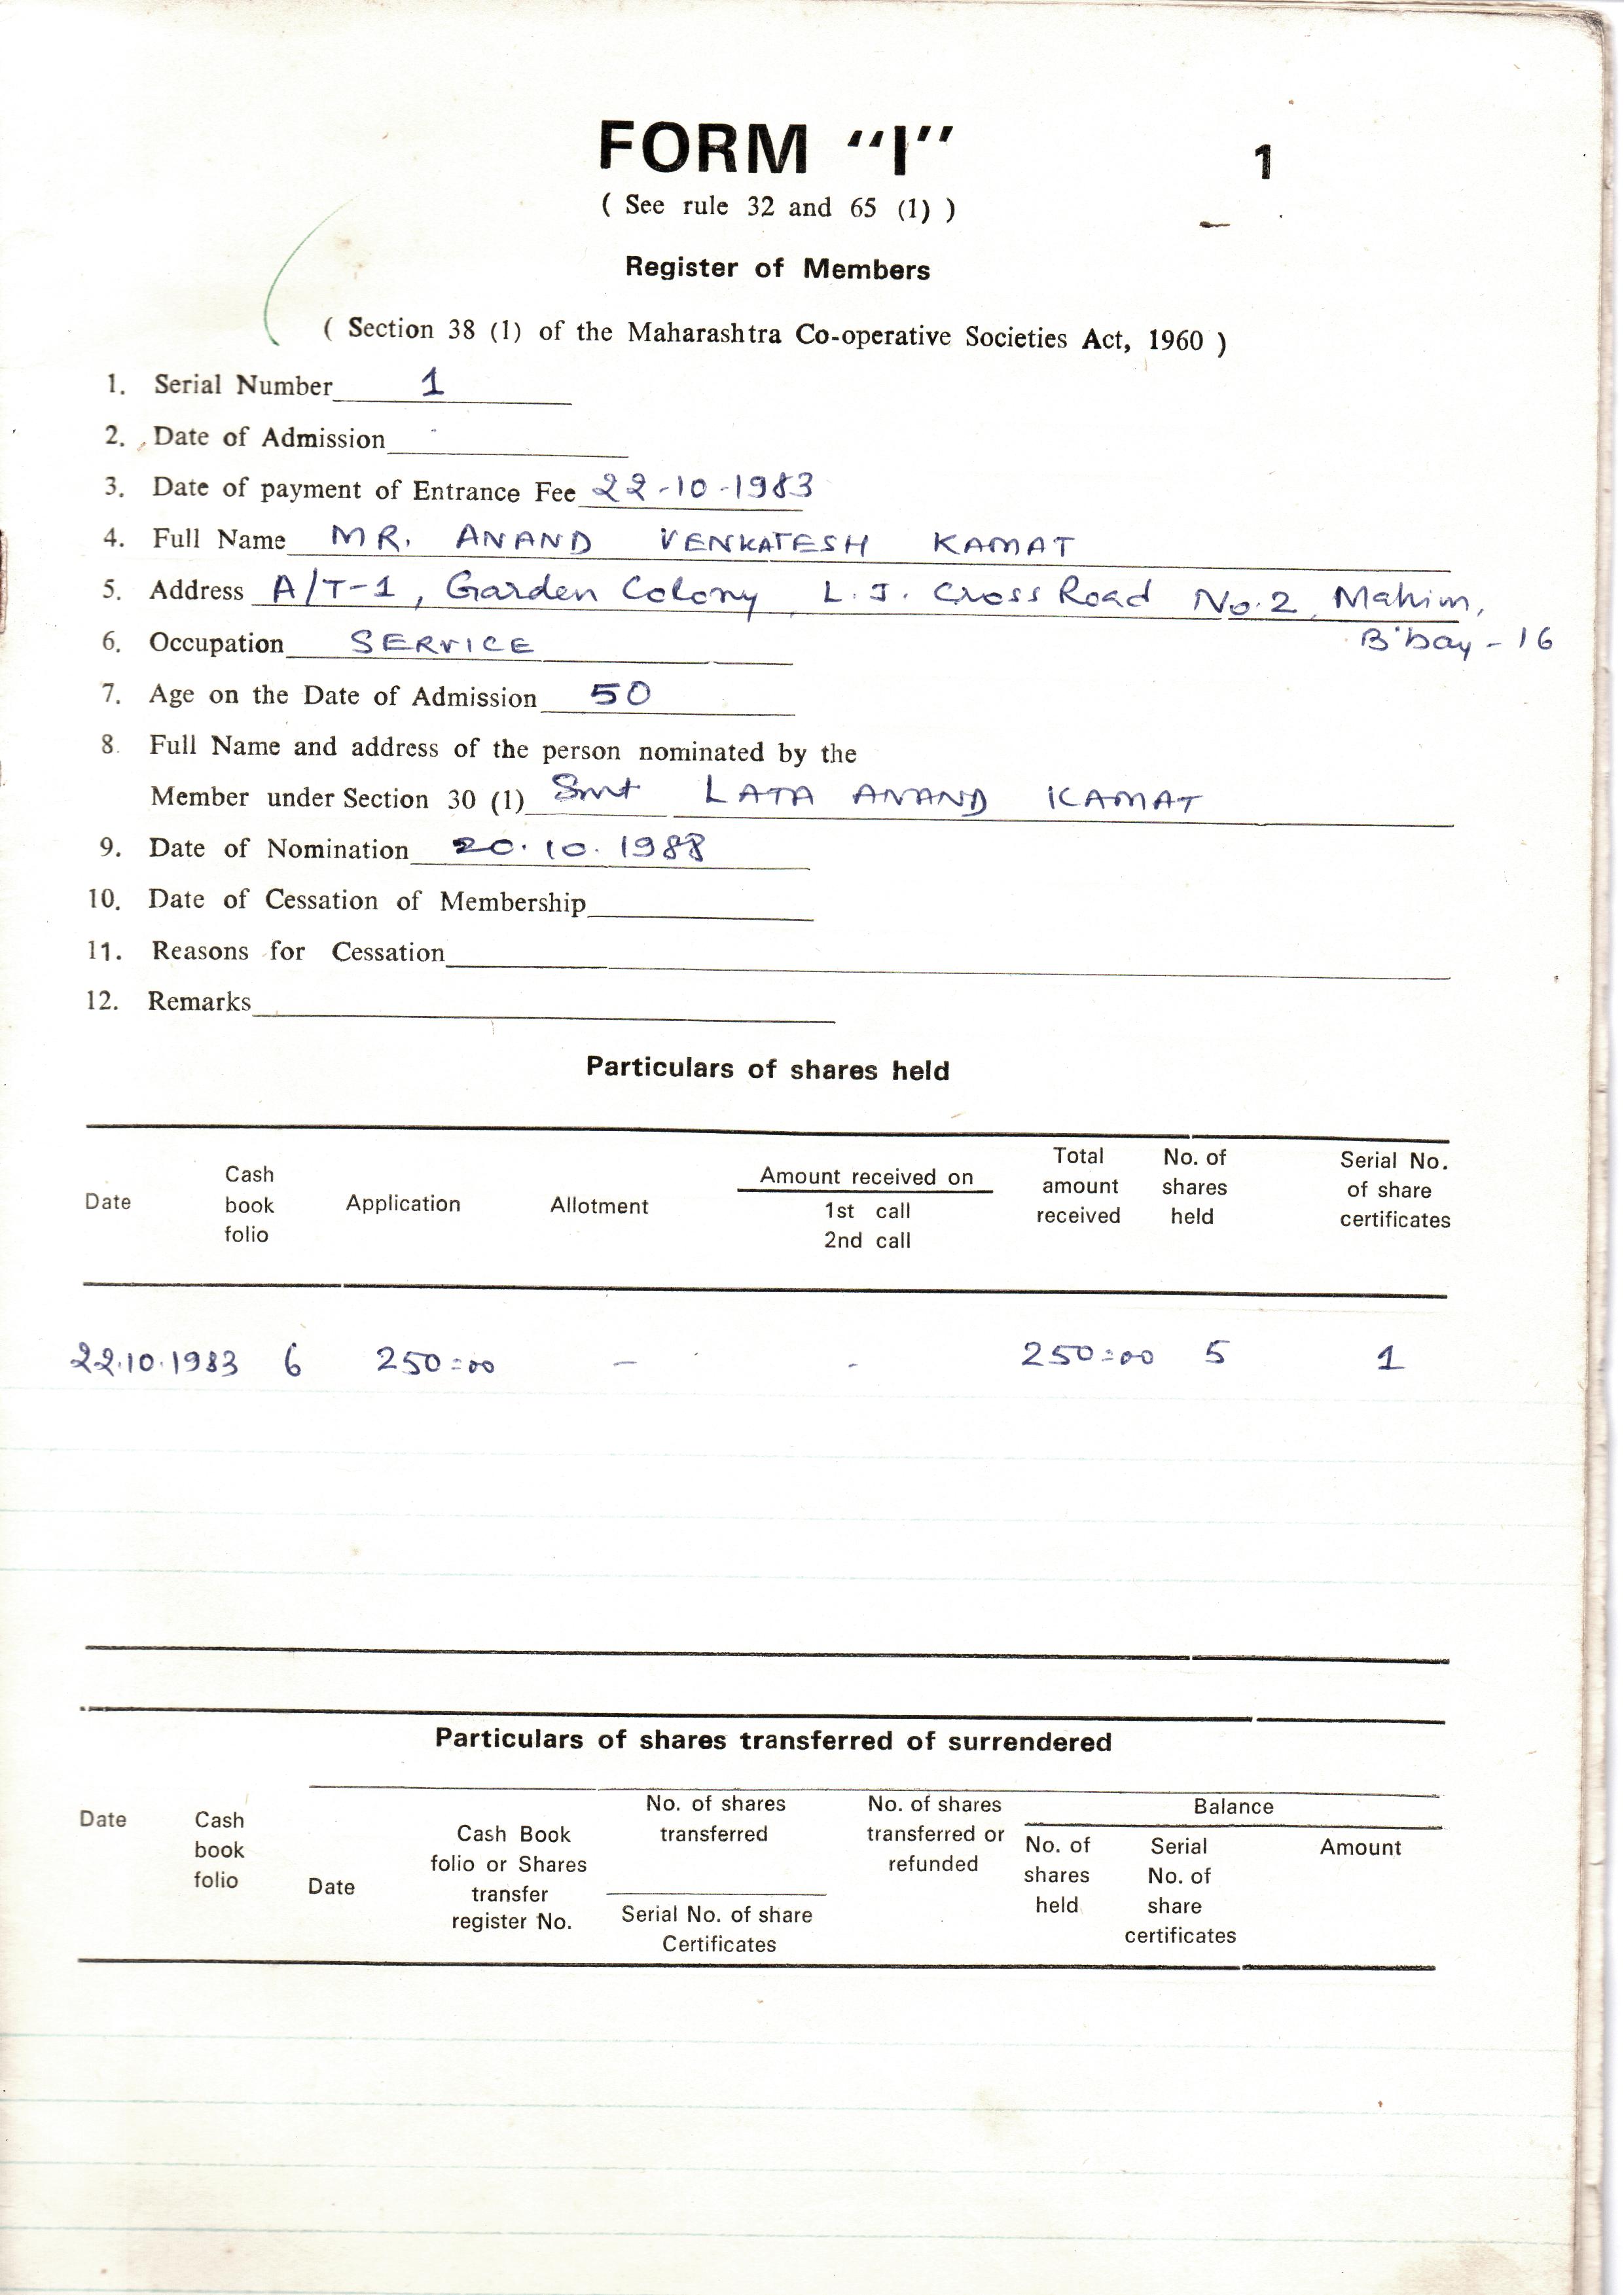 FORM “I”
1
( See rule 32 and 65 (1) )
Register of Members
( Section 38 (1) of the Maharashtra Co-operative Societies Act, 1960 )
1. Serial Number 1
2. Date of Admission
3. Date of payment of Entrance Fee 22-10-1983
4. Full Name MR. ANAND VENKATESH KAMAT
5. Address A/T-1, Garden Colony, L.J. Cross Road No.2, Mahim,
B'bay-16
6. Occupation SERVICE
7. Age on the Date of Admission 50
8. Full Name and address of the person nominated by the
Member under Section 30 (1) Smt LATA ANAND KAMAT
9. Date of Nomination 20.10.1988
10. Date of Cessation of Membership
11. Reasons for Cessation
12. Remarks
Particulars of shares held
Date
Cash
book
folio
Application
Allotment
Amount received on
1st call
2nd call
Total
amount
received
No. of
shares
held
Serial No.
of share
certificates
22.10.1983 6 250=00 - - 250=00 5 1
Particulars of shares transferred of surrendered
Date
Cash
book
folio
Date
Cash Book
folio or Shares
transfer
register No.
No. of shares
transferred
Serial No. of share
Certificates
No. of shares
transferred or
refunded
Balance
No. of
shares
held
Serial
No. of
share
certificates
Amount